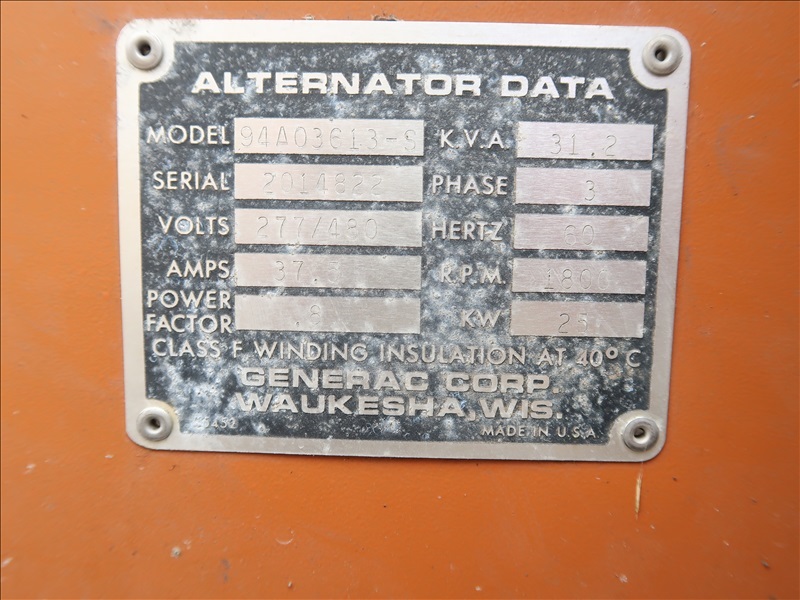 ALTERNATOR DATA
MODEL 94A03613-S K.V.A. 31.2
SERIAL 2014822 PHASE 3
VOLTS 277/480 HERTZ 60
AMPS. 37. R.P.M. 1800
POWER FACTOR .8 KW 25
CLASS F WINDING INSULATION AT 40° C
GENERAC CORP.
WAUKESHA, WIS.
MADE IN U.S.A.